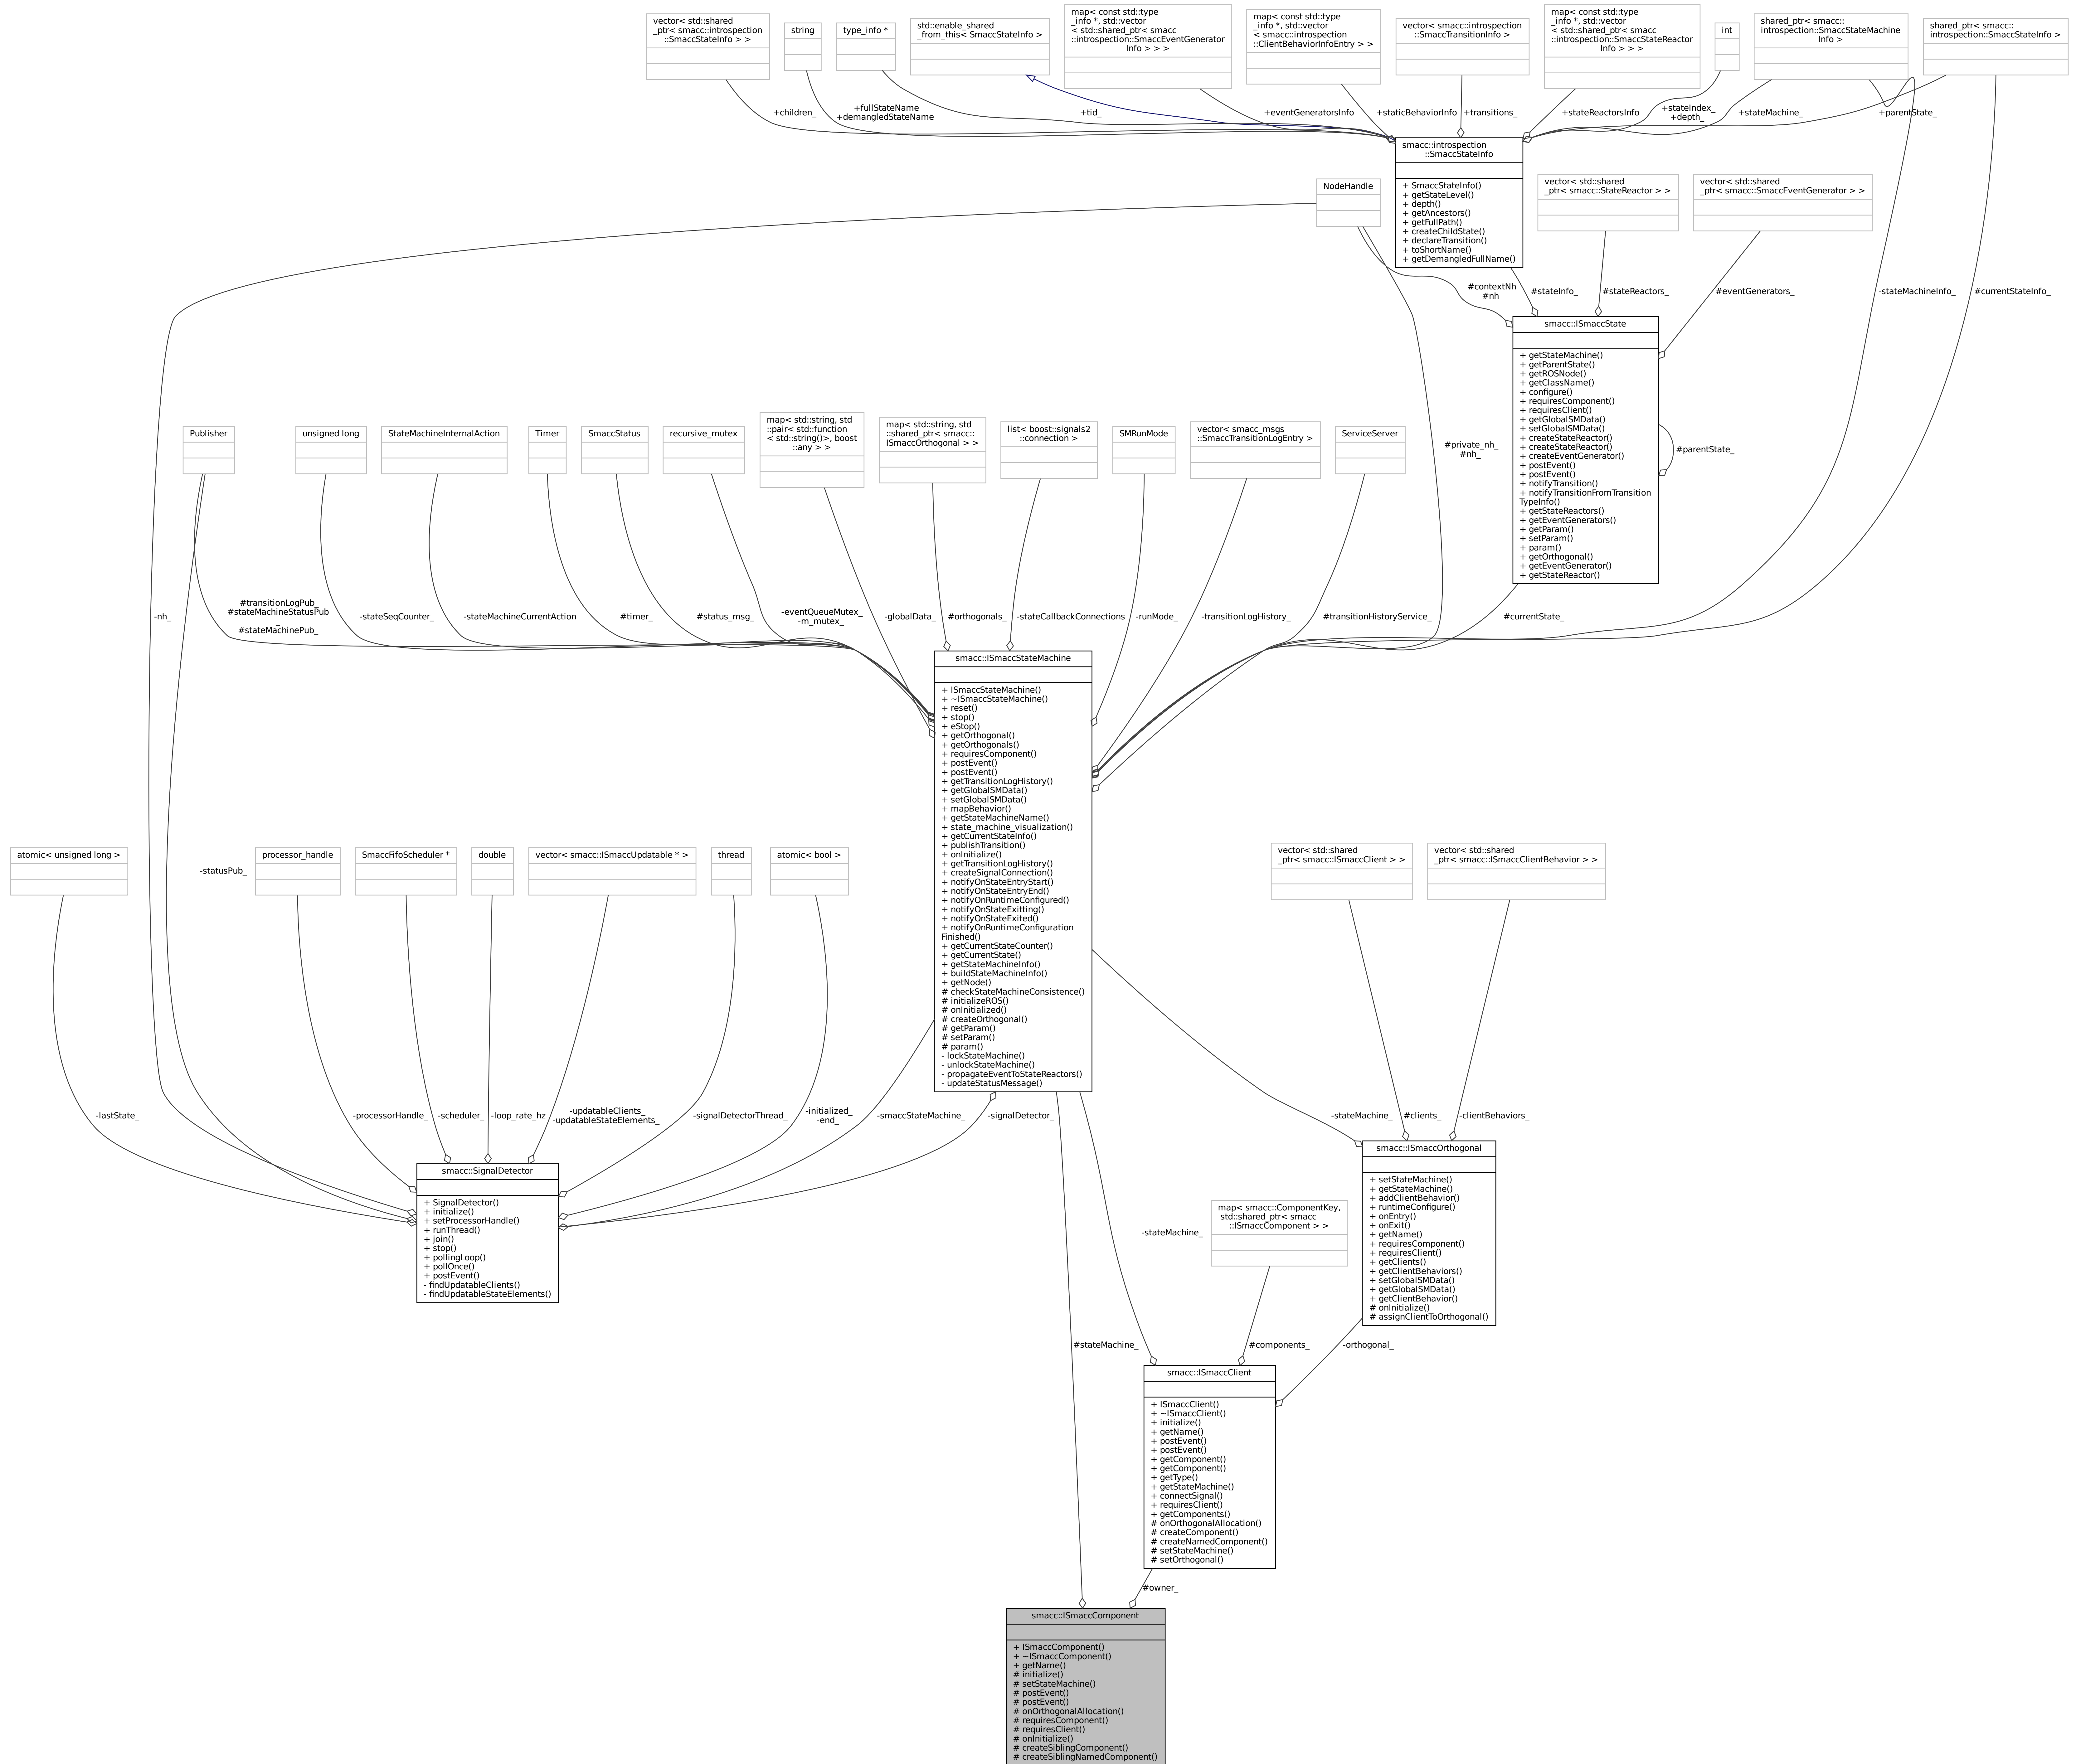 vector< std::shared
_ptr< smacc::introspection
::SmaccStateInfo > >
string
type_info *
std::enable_shared
_from_this< SmaccStateInfo >
map< const std::type
_info *, std::vector
< std::shared_ptr< smacc
::introspection::SmaccEventGenerator
Info > > >
map< const std::type
_info *, std::vector
< smacc::introspection
::ClientBehaviorInfoEntry > >
vector< smacc::introspection
::SmaccTransitionInfo >
map< const std::type
_info *, std::vector
< std::shared_ptr< smacc
::introspection::SmaccStateReactor
Info > > >
int
shared_ptr< smacc::
introspection::SmaccStateMachine
Info >
shared_ptr< smacc::
introspection::SmaccStateInfo >
+children_
+fullStateName
+demangledStateName
+tid_
+eventGeneratorsInfo
+staticBehaviorInfo
+transitions_
+stateReactorsInfo
+stateIndex_
+depth_
+stateMachine_
+parentState_
smacc::introspection
::SmaccStateInfo
+ SmaccStateInfo()
+ getStateLevel()
+ depth()
+ getAncestors()
+ getFullPath()
+ createChildState()
+ declareTransition()
+ toShortName()
+ getDemangledFullName()
NodeHandle
vector< std::shared
_ptr< smacc::StateReactor > >
vector< std::shared
_ptr< smacc::SmaccEventGenerator > >
#contextNh
#nh
#stateInfo_
#stateReactors_
#eventGenerators_
-stateMachineInfo_
#currentStateInfo_
smacc::ISmaccState
+ getStateMachine()
+ getParentState()
+ getROSNode()
+ getClassName()
+ configure()
+ requiresComponent()
+ requiresClient()
+ getGlobalSMData()
+ setGlobalSMData()
+ createStateReactor()
+ createStateReactor()
+ createEventGenerator()
+ postEvent()
+ postEvent()
+ notifyTransition()
+ notifyTransitionFromTransition
TypeInfo()
+ getStateReactors()
+ getEventGenerators()
+ getParam()
+ setParam()
+ param()
+ getOrthogonal()
+ getEventGenerator()
+ getStateReactor()
#parentState_
Publisher
unsigned long
StateMachineInternalAction
Timer
SmaccStatus
recursive_mutex
map< std::string, std
::pair< std::function
< std::string()>, boost
::any > >
map< std::string, std
::shared_ptr< smacc::
ISmaccOrthogonal > >
list< boost::signals2
::connection >
SMRunMode
vector< smacc_msgs
::SmaccTransitionLogEntry >
ServiceServer
#private_nh_
#nh_
-nh_
#transitionLogPub_
#stateMachineStatusPub
_
#stateMachinePub_
-stateSeqCounter_
-stateMachineCurrentAction
#timer_
#status_msg_
-eventQueueMutex_
-m_mutex_
-globalData_
#orthogonals_
-stateCallbackConnections
-runMode_
-transitionLogHistory_
#transitionHistoryService_
#currentState_
smacc::ISmaccStateMachine
+ ISmaccStateMachine()
+ ~ISmaccStateMachine()
+ reset()
+ stop()
+ eStop()
+ getOrthogonal()
+ getOrthogonals()
+ requiresComponent()
+ postEvent()
+ postEvent()
+ getTransitionLogHistory()
+ getGlobalSMData()
+ setGlobalSMData()
+ mapBehavior()
+ getStateMachineName()
+ state_machine_visualization()
+ getCurrentStateInfo()
+ publishTransition()
+ onInitialize()
+ getTransitionLogHistory()
+ createSignalConnection()
+ notifyOnStateEntryStart()
+ notifyOnStateEntryEnd()
+ notifyOnRuntimeConfigured()
+ notifyOnStateExitting()
+ notifyOnStateExited()
+ notifyOnRuntimeConfiguration
Finished()
+ getCurrentStateCounter()
+ getCurrentState()
+ getStateMachineInfo()
+ buildStateMachineInfo()
+ getNode()
# checkStateMachineConsistence()
# initializeROS()
# onInitialized()
# createOrthogonal()
# getParam()
# setParam()
# param()
- lockStateMachine()
- unlockStateMachine()
- propagateEventToStateReactors()
- updateStatusMessage()
atomic< unsigned long >
-statusPub_
processor_handle
SmaccFifoScheduler *
double
vector< smacc::ISmaccUpdatable * >
thread
atomic< bool >
vector< std::shared
_ptr< smacc::ISmaccClient > >
vector< std::shared
_ptr< smacc::ISmaccClientBehavior > >
-lastState_
-processorHandle_
-scheduler_
-loop_rate_hz
-updatableClients_
-updatableStateElements_
-signalDetectorThread_
-initialized_
-end_
-smaccStateMachine_
-signalDetector_
-stateMachine_
#clients_
-clientBehaviors_
smacc::SignalDetector
+ SignalDetector()
+ initialize()
+ setProcessorHandle()
+ runThread()
+ join()
+ stop()
+ pollingLoop()
+ pollOnce()
+ postEvent()
- findUpdatableClients()
- findUpdatableStateElements()
smacc::ISmaccOrthogonal
+ setStateMachine()
+ getStateMachine()
+ addClientBehavior()
+ runtimeConfigure()
+ onEntry()
+ onExit()
+ getName()
+ requiresComponent()
+ requiresClient()
+ getClients()
+ getClientBehaviors()
+ setGlobalSMData()
+ getGlobalSMData()
+ getClientBehavior()
# onInitialize()
# assignClientToOrthogonal()
-stateMachine_
map< smacc::ComponentKey,
std::shared_ptr< smacc
::ISmaccComponent > >
#stateMachine_
#components_
-orthogonal_
smacc::ISmaccClient
+ ISmaccClient()
+ ~ISmaccClient()
+ initialize()
+ getName()
+ postEvent()
+ postEvent()
+ getComponent()
+ getComponent()
+ getType()
+ getStateMachine()
+ connectSignal()
+ requiresClient()
+ getComponents()
# onOrthogonalAllocation()
# createComponent()
# createNamedComponent()
# setStateMachine()
# setOrthogonal()
#owner_
smacc::ISmaccComponent
+ ISmaccComponent()
+ ~ISmaccComponent()
+ getName()
# initialize()
# setStateMachine()
# postEvent()
# postEvent()
# onOrthogonalAllocation()
# requiresComponent()
# requiresClient()
# onInitialize()
# createSiblingComponent()
# createSiblingNamedComponent()